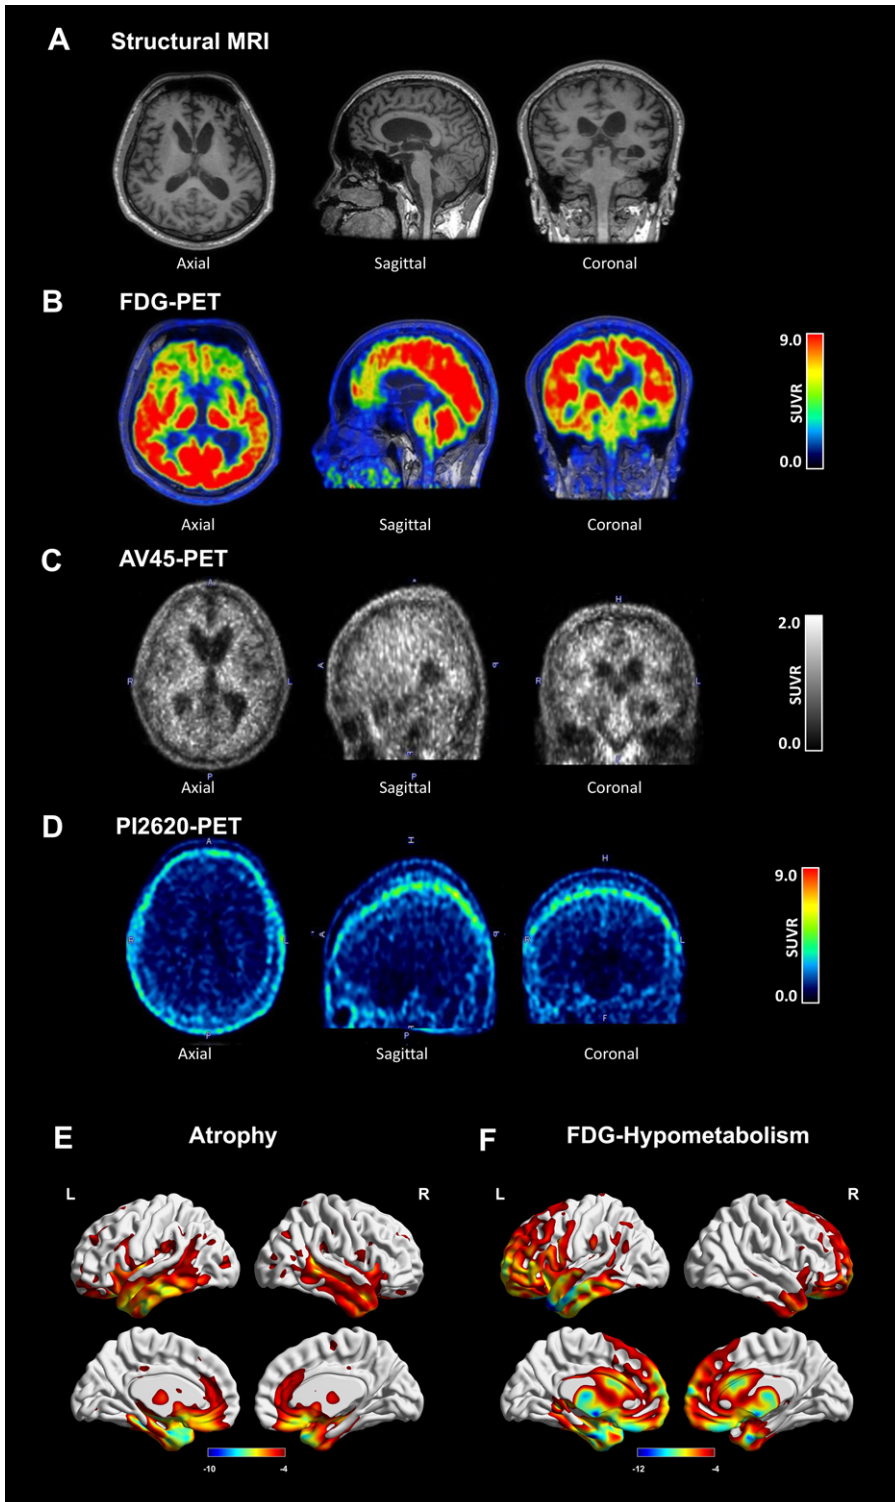 A Structural MRI
Axial Sagittal Coronal
B FDG-PET
9.0
SUVR
0.0
Axial Sagittal Coronal
C AV45-PET
A H
2.0
SUVR
0.0
R L A R L
P
P
Axial Sagittal Coronal
D PI2620-PET
A H H
9.0
SUVR
0.0
R L A R L
P P F
Axial Sagittal Coronal
E Atrophy F FDG-Hypometabolism
L R L R
-10 -4 -12 -4